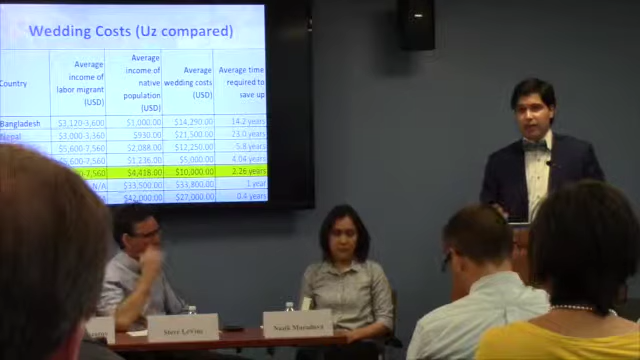 Wedding Costs (Uz compared)
Country
Average income of labor migrant (USD)
Average income of native population (USD)
Average wedding costs (USD)
Average time required to save up
Bangladesh $3,120-3,600 $1,000.00 $14,290.00 14.2 years
Nepal $3,000-3,360 $930.00 $21,500.00 23.0 years
$5,600-7,560 $2,088.00 $12,250.00 5.8 years
$5,600-7,560 $1,236.00 $5,000.00 4.04 years
-7,560 $4,418.00 $10,000.00 2.26 years
N/A $33,500.00 $33,800.00 1 year
$42,000.00 $27,000.00 0.4 years
Steve LeVine